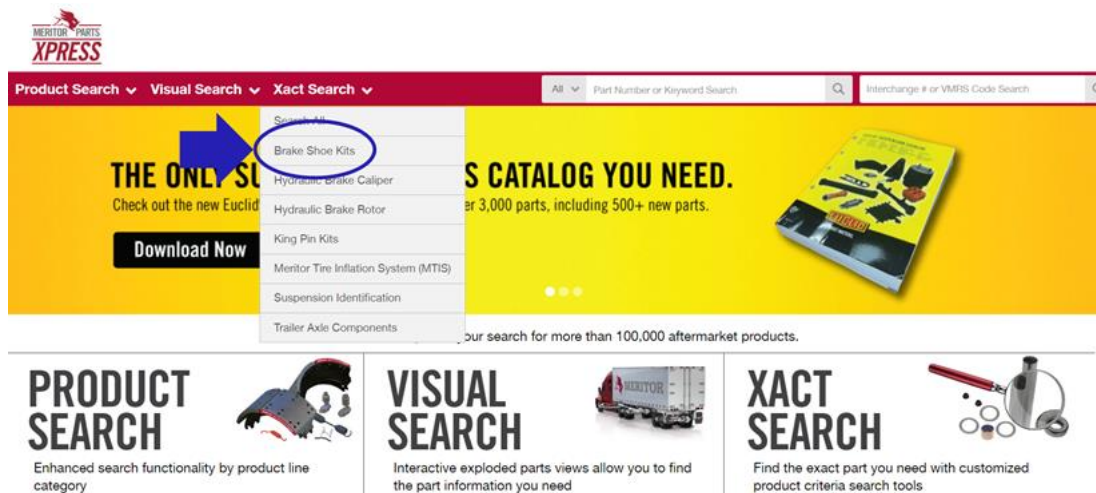 MERITOR PARTS
XPRESS
Product Search Visual Search Xact Search All Part Number or Keyword Search Interchange # or VMRS Code Search
Search All
Brake Shoe Kits
Hydraulic Brake Caliper
Hydraulic Brake Rotor
King Pin Kits
Meritor Tire Inflation System (MTIS)
Suspension Identification
Trailer Axle Components
THE ONLY SU S CATALOG YOU NEED.
Check out the new Euclid er 3,000 parts, including 500+ new parts.
Download Now
our search for more than 100,000 aftermarket products.
PRODUCT
SEARCH
Enhanced search functionality by product line
category
VISUAL
SEARCH
MERITOR
Interactive exploded parts views allow you to find
the part information you need
XACT
SEARCH
Find the exact part you need with customized
product criteria search tools